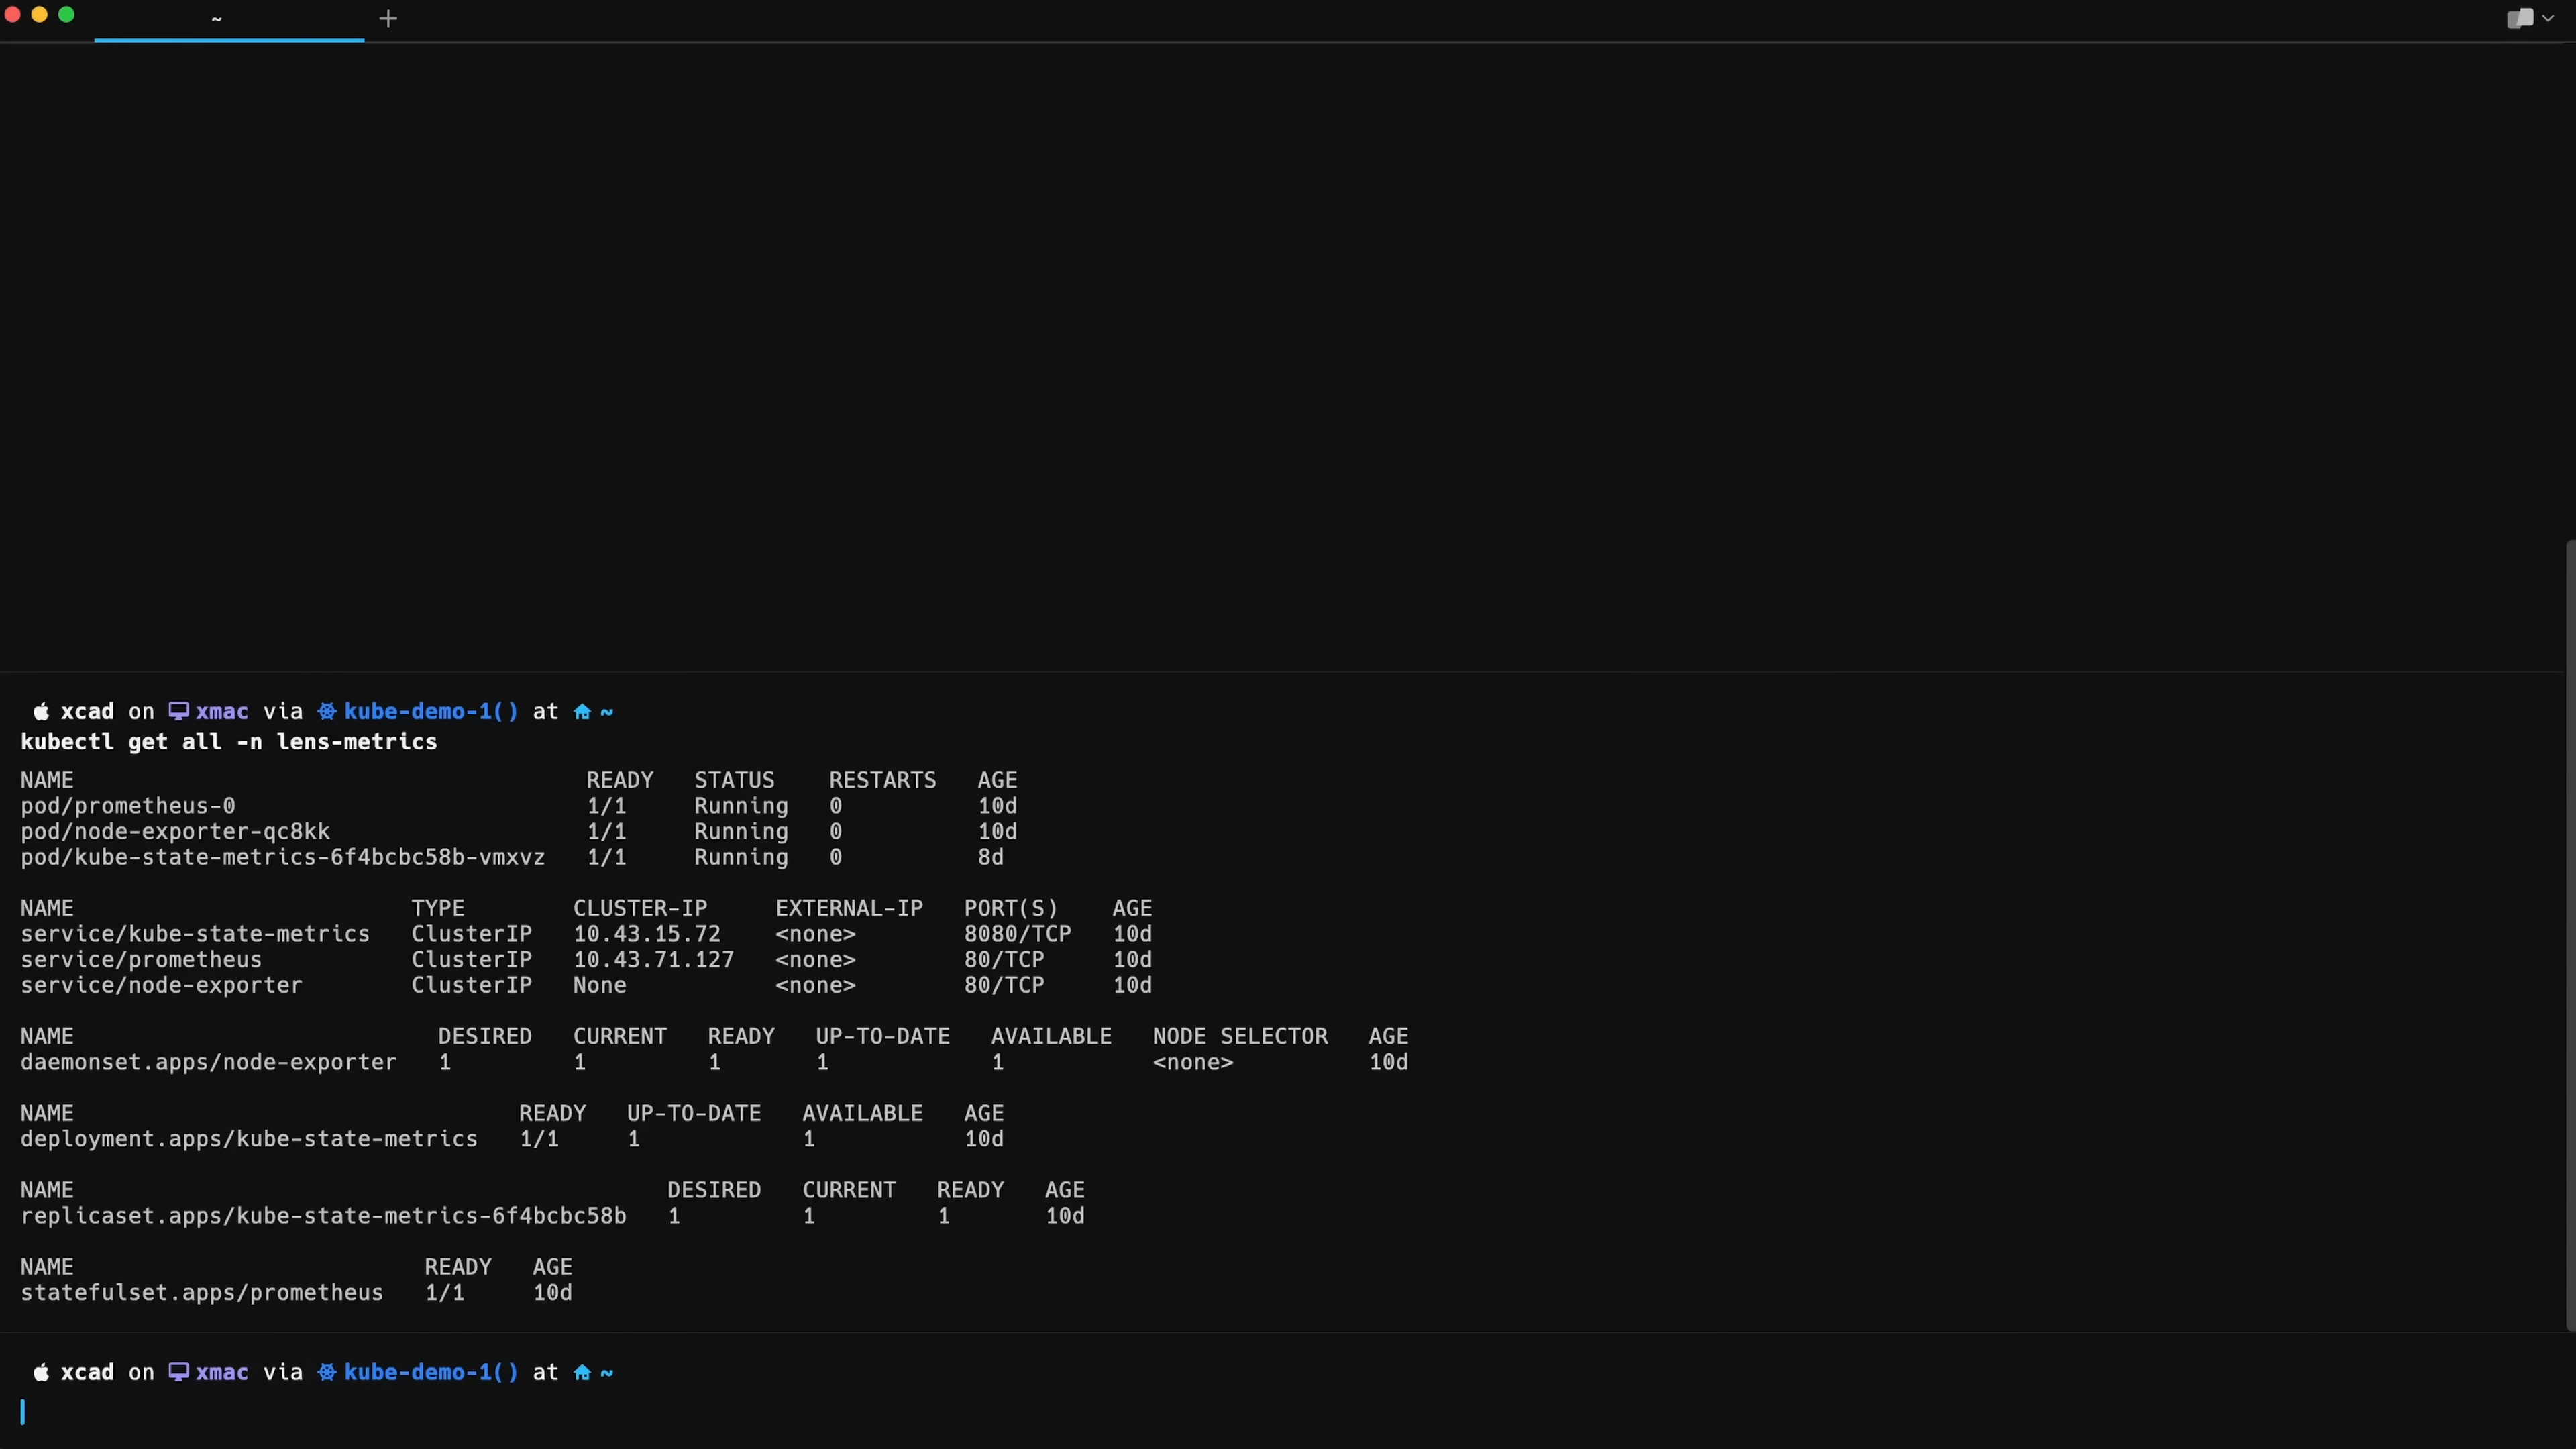 ~ +
xcad on xmac via kube-demo-1() at ~
kubectl get all -n lens-metrics
NAME READY STATUS RESTARTS AGE
pod/prometheus-0 1/1 Running 0 10d
pod/node-exporter-qc8kk 1/1 Running 0 10d
pod/kube-state-metrics-6f4bcbc58b-vmxvz 1/1 Running 0 8d
NAME TYPE CLUSTER-IP EXTERNAL-IP PORT(S) AGE
service/kube-state-metrics ClusterIP 10.43.15.72 <none> 8080/TCP 10d
service/prometheus ClusterIP 10.43.71.127 <none> 80/TCP 10d
service/node-exporter ClusterIP None <none> 80/TCP 10d
NAME DESIRED CURRENT READY UP-TO-DATE AVAILABLE NODE SELECTOR AGE
daemonset.apps/node-exporter 1 1 1 1 1 <none> 10d
NAME READY UP-TO-DATE AVAILABLE AGE
deployment.apps/kube-state-metrics 1/1 1 1 10d
NAME DESIRED CURRENT READY AGE
replicaset.apps/kube-state-metrics-6f4bcbc58b 1 1 1 10d
NAME READY AGE
statefulset.apps/prometheus 1/1 10d
xcad on xmac via kube-demo-1() at ~